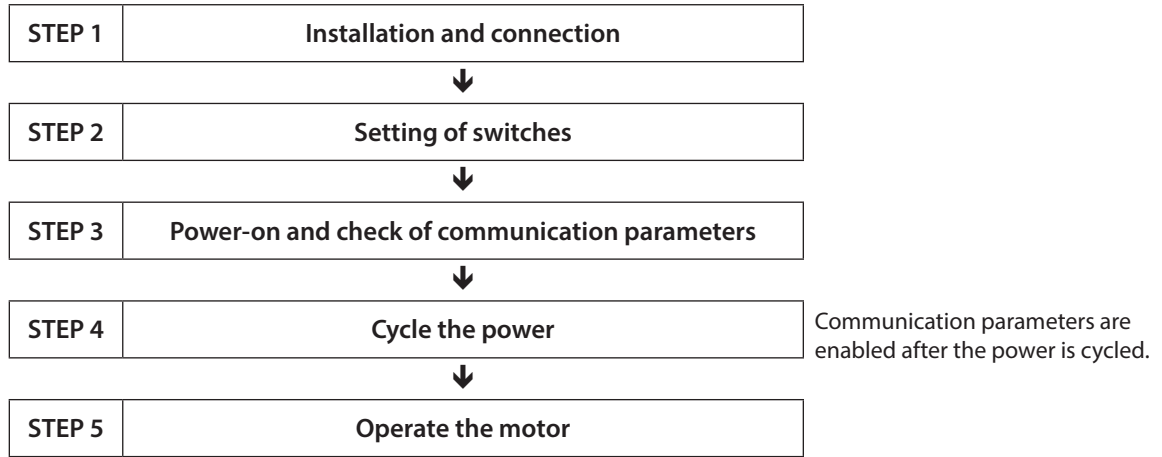 STEP 1 Installation and connection
STEP 2 Setting of switches
STEP 3 Power-on and check of communication parameters
STEP 4 Cycle the power
Communication parameters are
enabled after the power is cycled.
STEP 5 Operate the motor